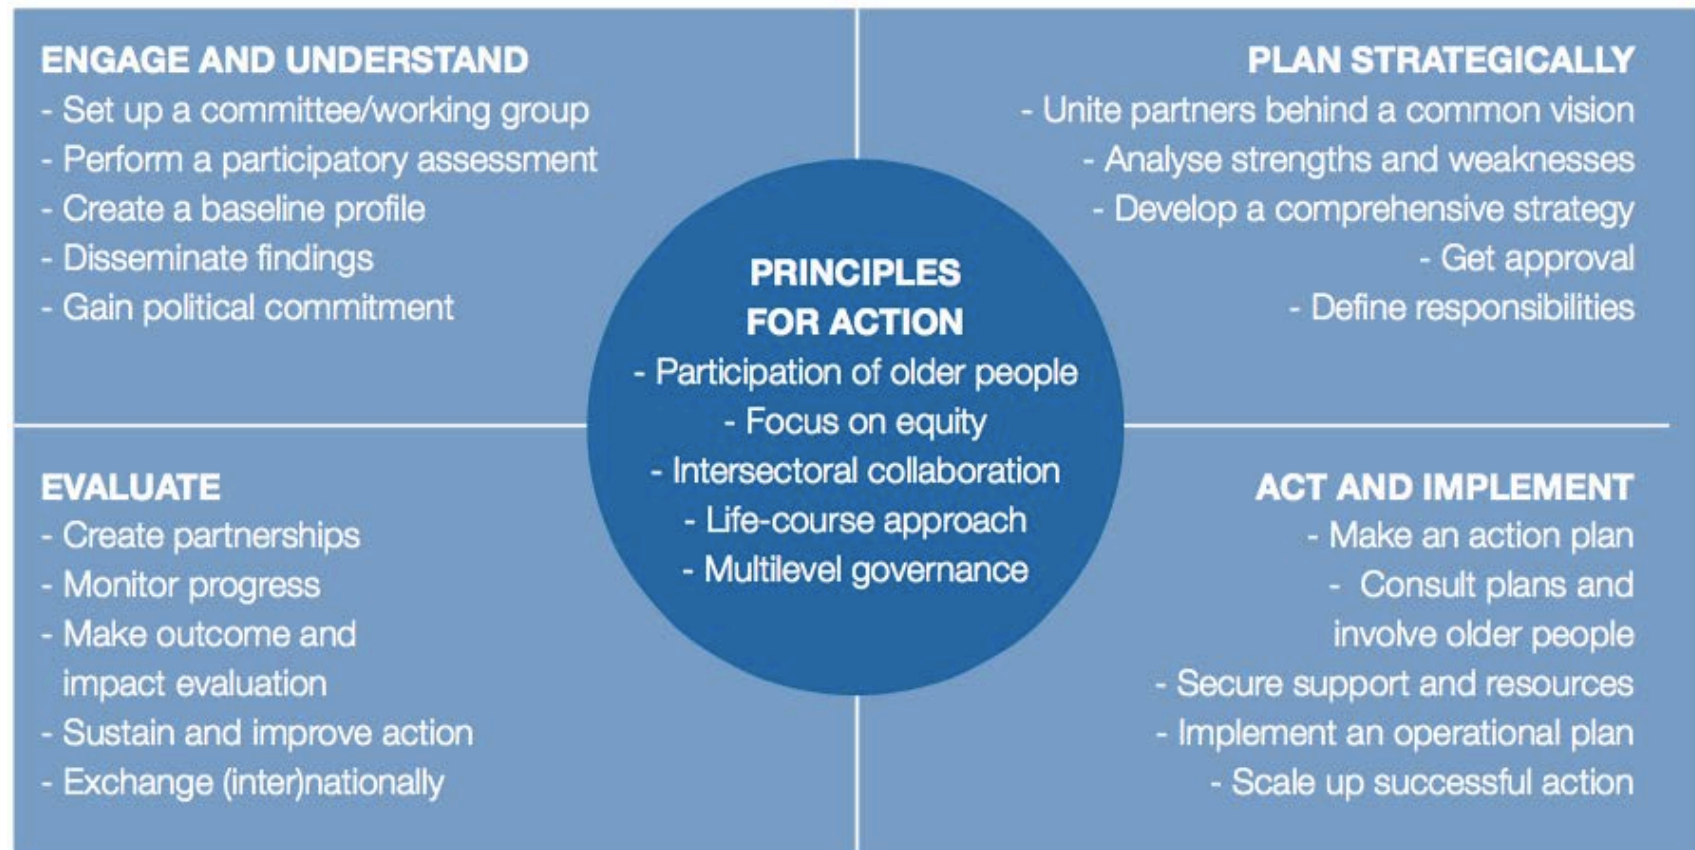 ENGAGE AND UNDERSTAND
- Set up a committee/working group
- Perform a participatory assessment
- Create a baseline profile
- Disseminate findings
- Gain political commitment
PLAN STRATEGICALLY
- Unite partners behind a common vision
- Analyse strengths and weaknesses
- Develop a comprehensive strategy
- Get approval
- Define responsibilities
PRINCIPLES
FOR ACTION
- Participation of older people
- Focus on equity
- Intersectoral collaboration
- Life-course approach
- Multilevel governance
EVALUATE
- Create partnerships
- Monitor progress
- Make outcome and
impact evaluation
- Sustain and improve action
- Exchange (inter)nationally
ACT AND IMPLEMENT
- Make an action plan
- Consult plans and
involve older people
- Secure support and resources
- Implement an operational plan
- Scale up successful action